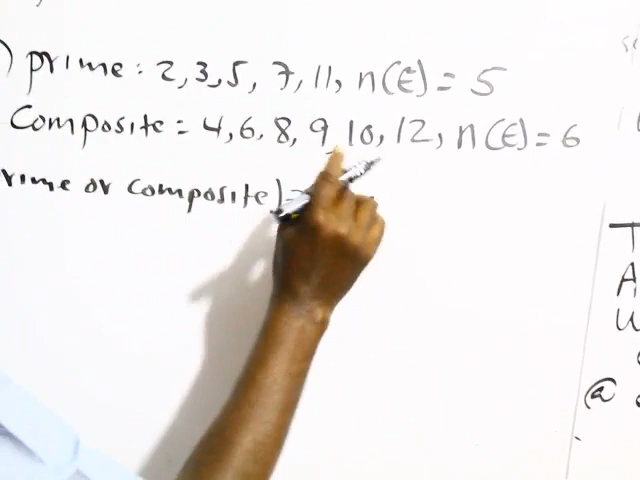 ) prime : 2, 3, 5, 7, 11, n(E) = 5
Composite = 4, 6, 8, 9 10, 12, n(E) = 6
rime or composite) =
T
A
U
@